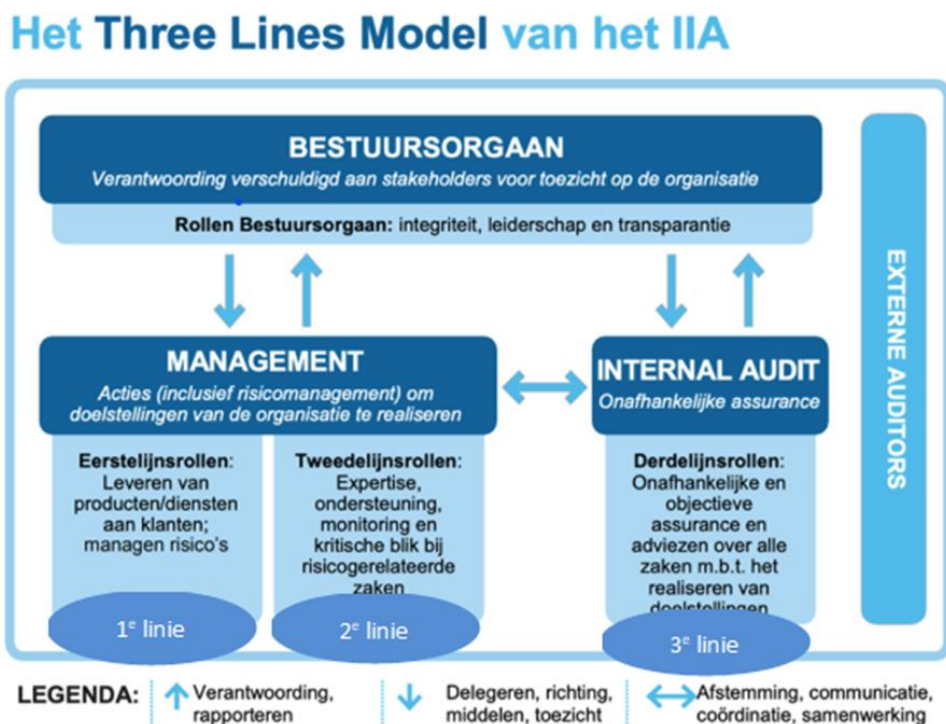 Het Three Lines Model van het IIA
BESTUURSORGAAN
Verantwoording verschuldigd aan stakeholders voor toezicht op de organisatie
Rollen Bestuursorgaan: integriteit, leiderschap en transparantie
MANAGEMENT
Acties (inclusief risicomanagement) om
doelstellingen van de organisatie te realiseren
Eerstelijnsrollen:
Leveren van
producten/diensten
aan klanten;
managen risico's
1e linie
Tweedelijnsrollen:
Expertise,
ondersteuning,
monitoring en
kritische blik bij
risicogerelateerde
zaken
2e linie
INTERNAL AUDIT
Onafhankelijke assurance
Derdelijnsrollen:
Onafhankelijke en
objectieve
assurance en
adviezen over alle
zaken m.b.t. het
realiseren van
doelstellingen
3e linie
EXTERNE AUDITORS
LEGENDA:
Verantwoording,
rapporteren
Delegeren, richting,
middelen, toezicht
Afstemming, communicatie,
coördinatie, samenwerking